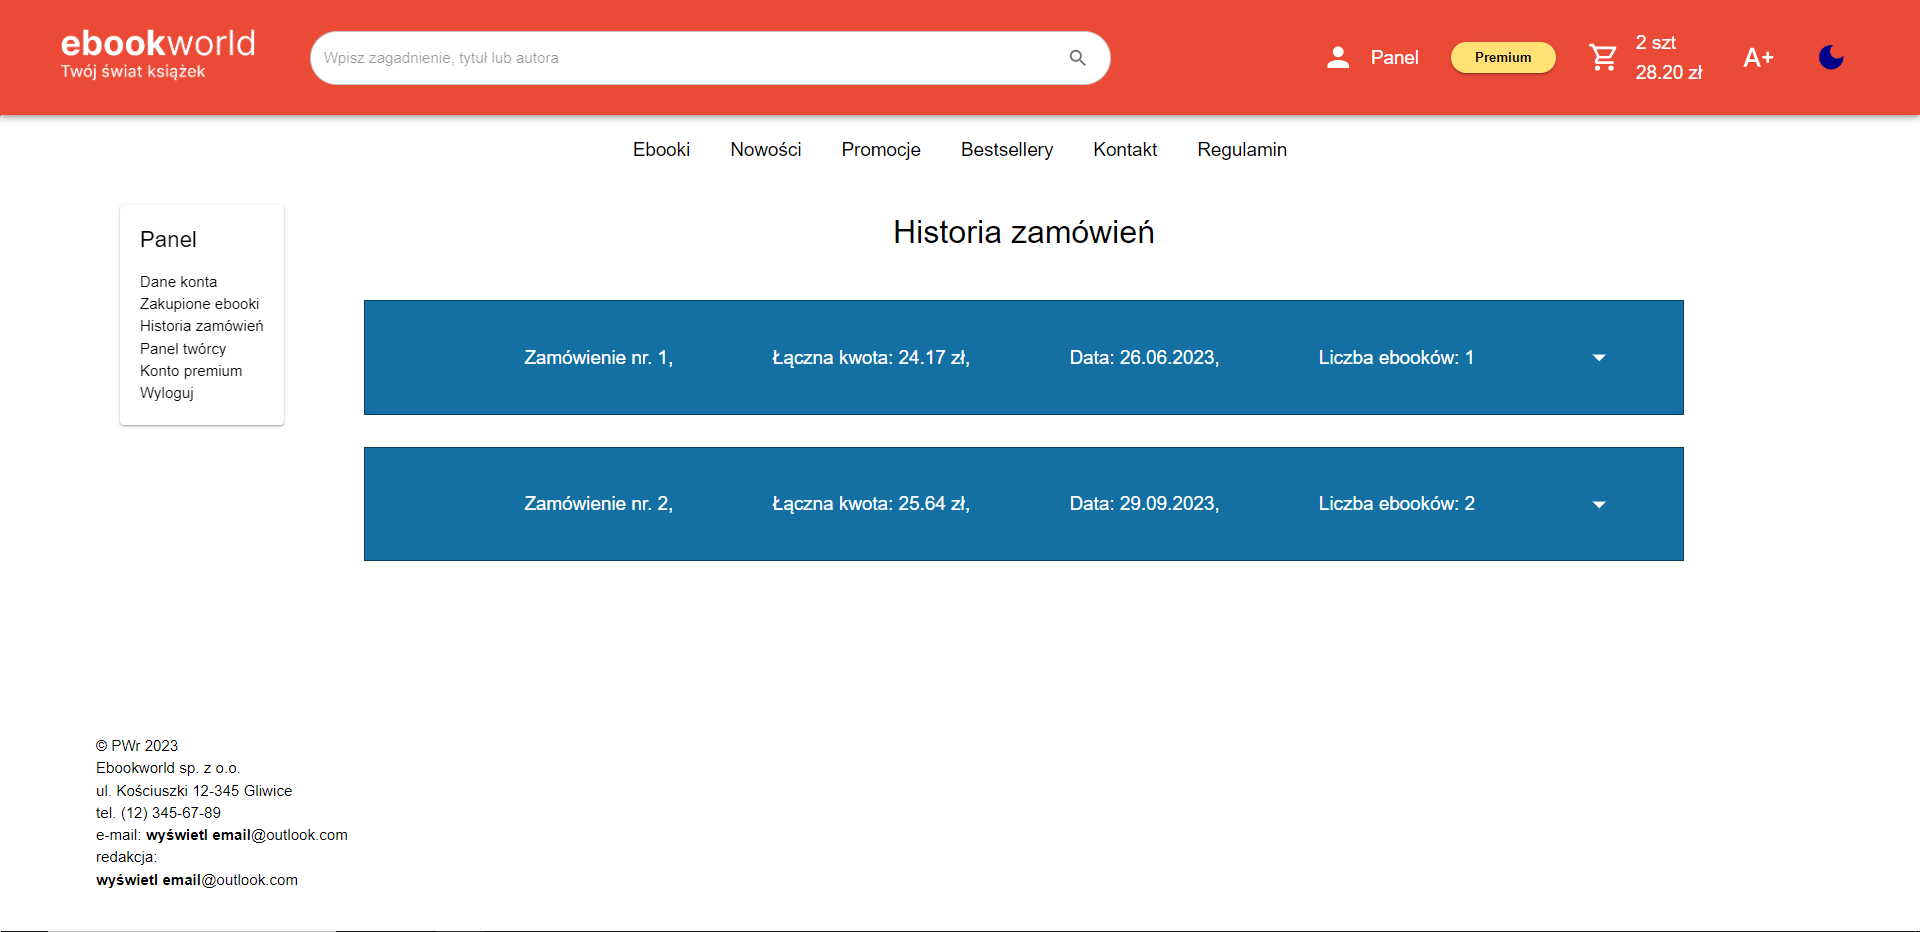 ebookworld
Twój świat książek
Wpisz zagadnienie, tytuł lub autora
Panel
Premium
2 szt
28.20 zł
A+
Ebooki Nowości Promocje Bestsellery Kontakt Regulamin
Panel
Dane konta
Zakupione ebooki
Historia zamówień
Panel twórcy
Konto premium
Wyloguj
Historia zamówień
Zamówienie nr. 1, Łączna kwota: 24.17 zł, Data: 26.06.2023, Liczba ebooków: 1
Zamówienie nr. 2, Łączna kwota: 25.64 zł, Data: 29.09.2023, Liczba ebooków: 2
© PWr 2023
Ebookworld sp. z o.o.
ul. Kościuszki 12-345 Gliwice
tel. (12) 345-67-89
e-mail: wyświetl email@outlook.com
redakcja:
wyświetl email@outlook.com